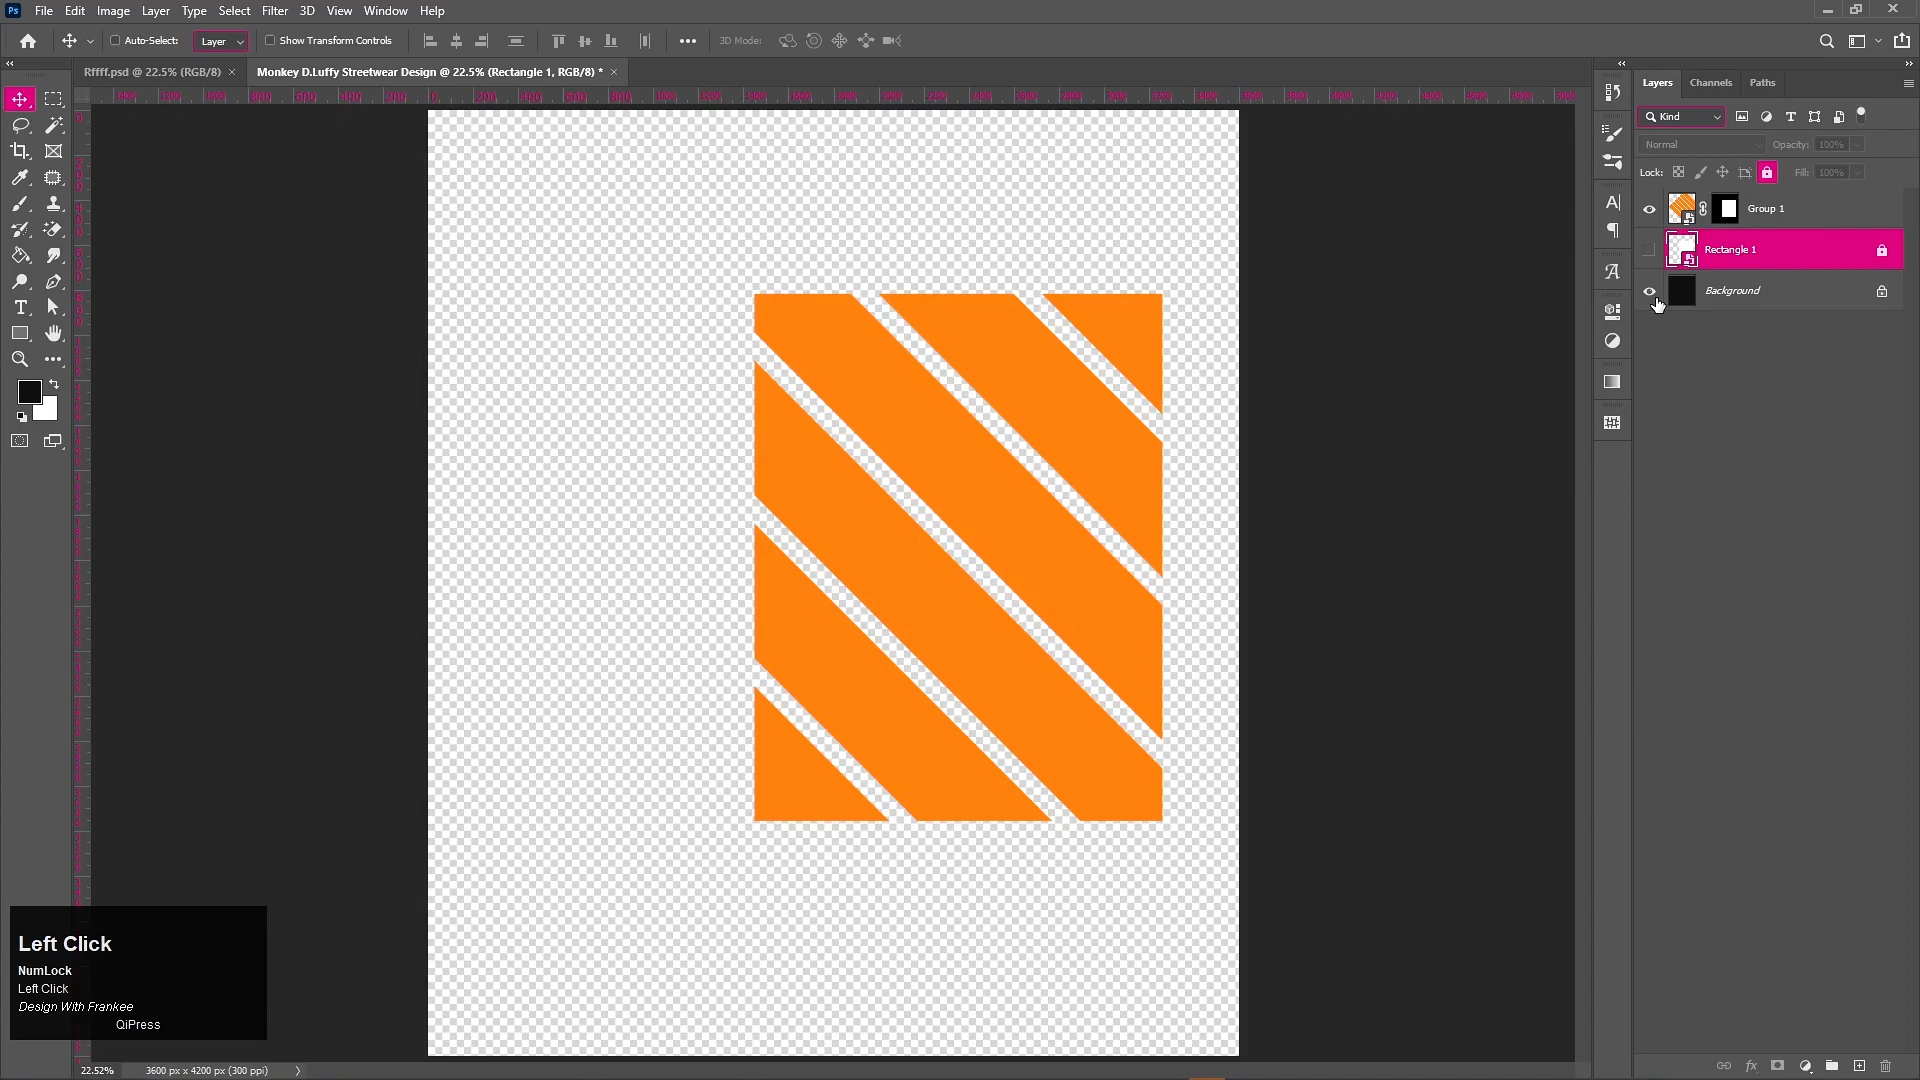 Ps File Edit Image Layer Type Select Filter 3D View Window Help
Auto-Select: Layer Show Transform Controls 3D Mode:
Rffff.psd @ 22.5% (RGB/8) × Monkey D.Luffy Streetwear Design @ 22.5% (Rectangle 1, RGB/8) * ×
Layers Channels Paths
Kind
Normal Opacity: 100%
Lock: Fill: 100%
Group 1
Rectangle 1
Background
Left Click
NumLock
Left Click
Design With Frankee
QiPress
22.52% 3600 px x 4200 px (300 ppi)